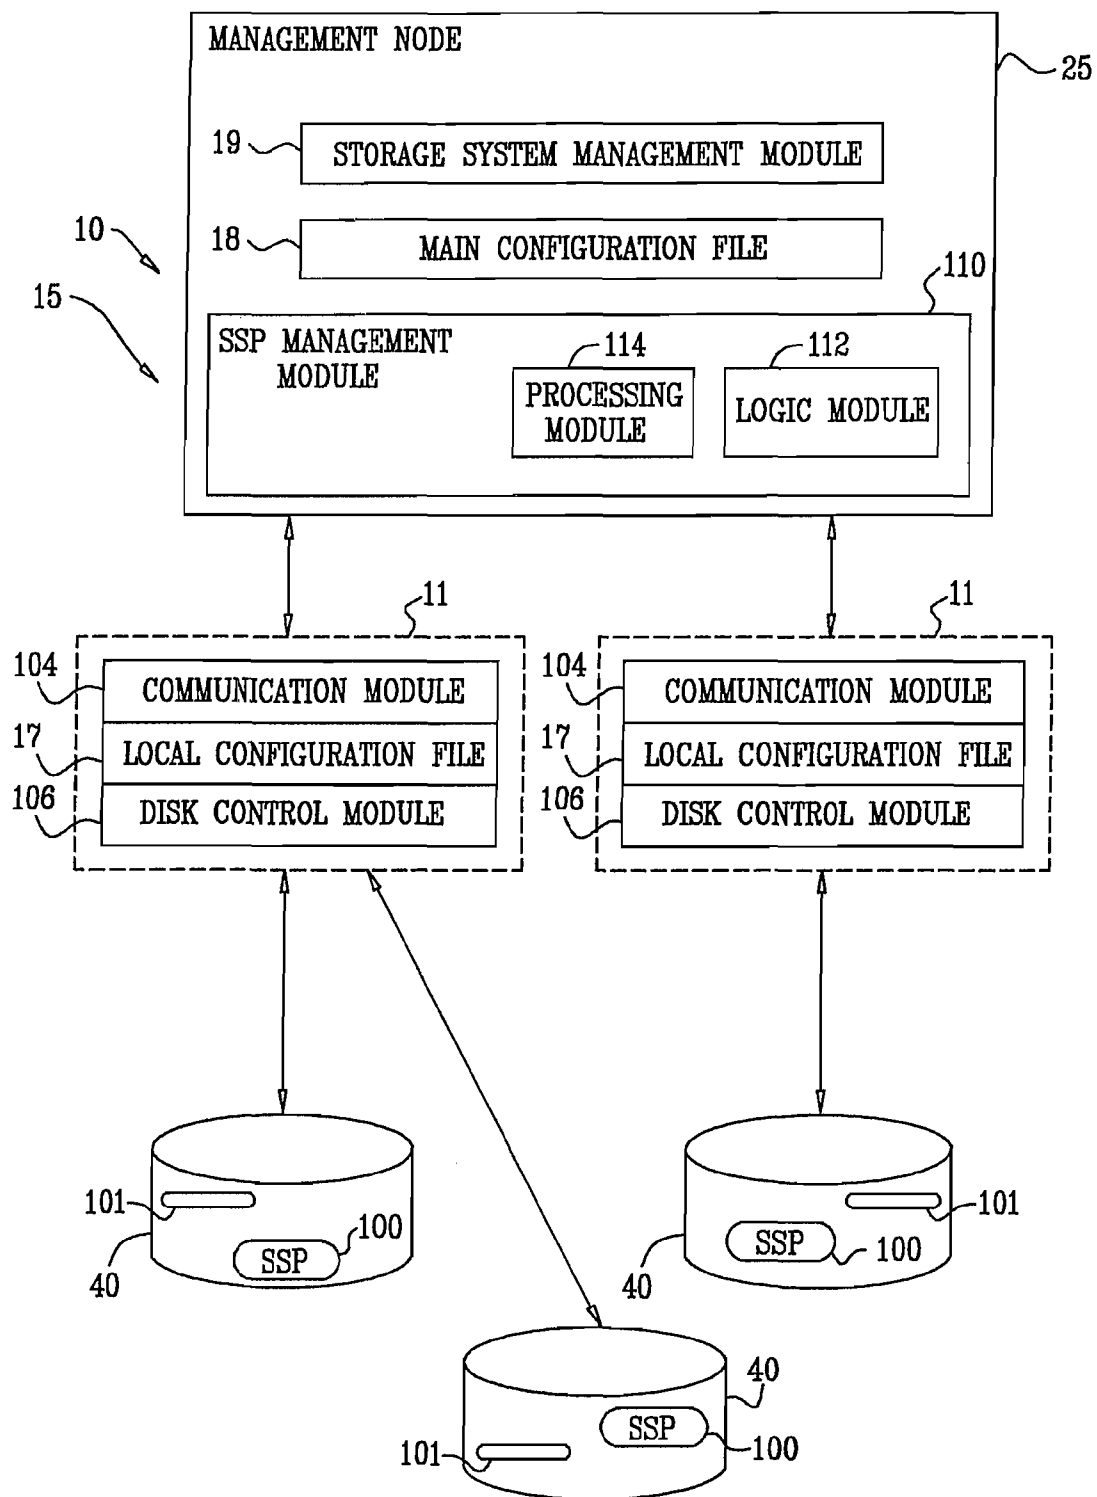 MANAGEMENT NODE
25
19
STORAGE SYSTEM MANAGEMENT MODULE
18
MAIN CONFIGURATION FILE
10
15
110
SSP MANAGEMENT
MODULE
114
112
PROCESSING
MODULE
LOGIC MODULE
11
11
104
COMMUNICATION MODULE
17
LOCAL CONFIGURATION FILE
106
DISK CONTROL MODULE
104
COMMUNICATION MODULE
17
LOCAL CONFIGURATION FILE
106
DISK CONTROL MODULE
101
100
SSP
40
101
SSP
100
40
40
SSP
100
101